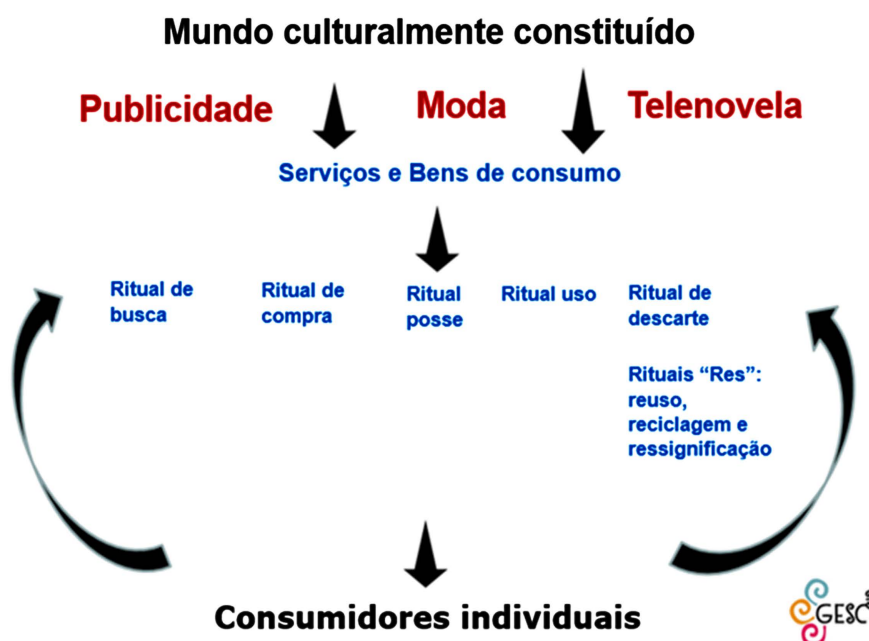 Mundo culturalmente constituído
Publicidade Moda Telenovela
Serviços e Bens de consumo
Ritual de busca
Ritual de compra
Ritual posse
Ritual uso
Ritual de descarte
Rituais “Res”:
reuso,
reciclagem e
ressignificação
Consumidores individuais
GESC